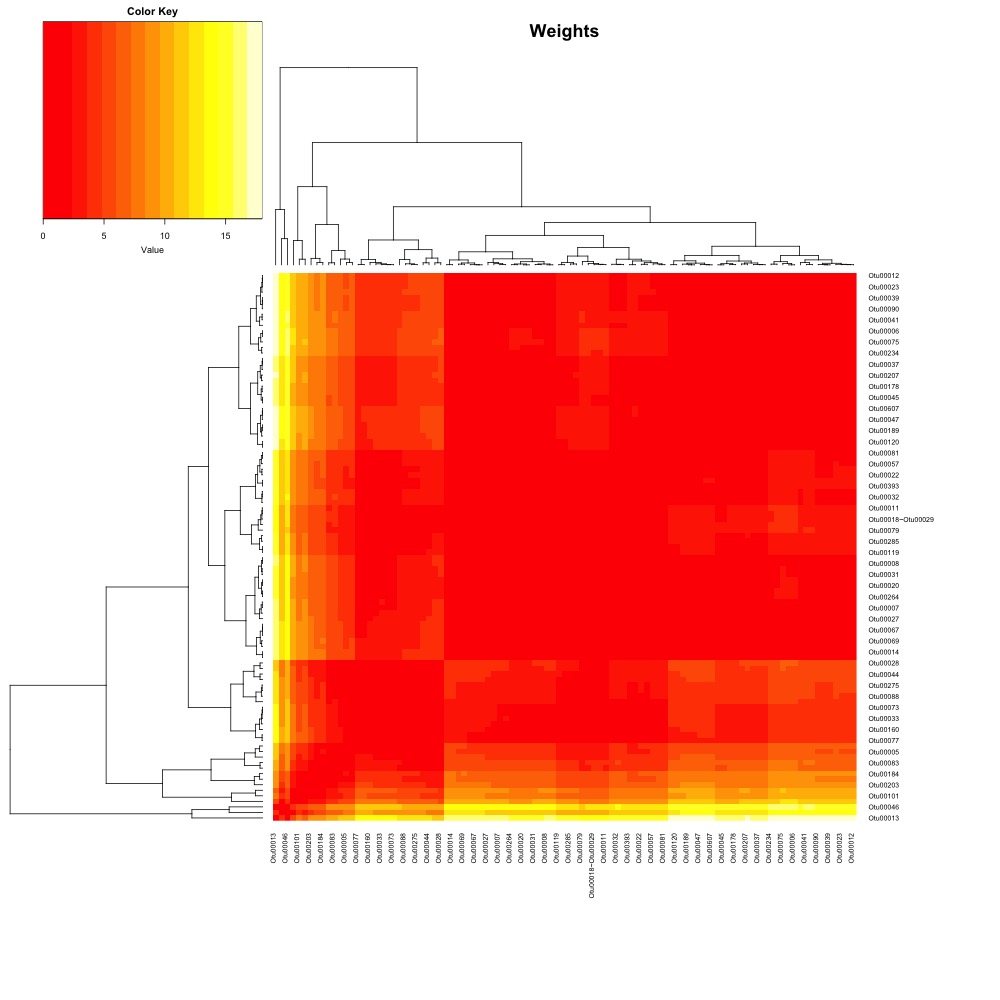 Color Key
Weights
0 5 10 15
Value
Otu00012
Otu00023
Otu00039
Otu00090
Otu00041
Otu00006
Otu00075
Otu00234
Otu00037
Otu00207
Otu00178
Otu00045
Otu00607
Otu00047
Otu00189
Otu00120
Otu00081
Otu00057
Otu00022
Otu00393
Otu00032
Otu00011
Otu00018−Otu00029
Otu00079
Otu00285
Otu00119
Otu00008
Otu00031
Otu00020
Otu00264
Otu00007
Otu00027
Otu00067
Otu00069
Otu00014
Otu00028
Otu00044
Otu00275
Otu00088
Otu00073
Otu00033
Otu00160
Otu00077
Otu00005
Otu00083
Otu00184
Otu00203
Otu00101
Otu00046
Otu00013
Otu00013
Otu00046
Otu00101
Otu00203
Otu00184
Otu00083
Otu00005
Otu00077
Otu00160
Otu00033
Otu00073
Otu00088
Otu00275
Otu00044
Otu00028
Otu00014
Otu00069
Otu00067
Otu00027
Otu00007
Otu00264
Otu00020
Otu00031
Otu00008
Otu00119
Otu00285
Otu00079
Otu00018−Otu00029
Otu00011
Otu00032
Otu00393
Otu00022
Otu00057
Otu00081
Otu00120
Otu00189
Otu00047
Otu00607
Otu00045
Otu00178
Otu00207
Otu00037
Otu00234
Otu00075
Otu00006
Otu00041
Otu00090
Otu00039
Otu00023
Otu00012